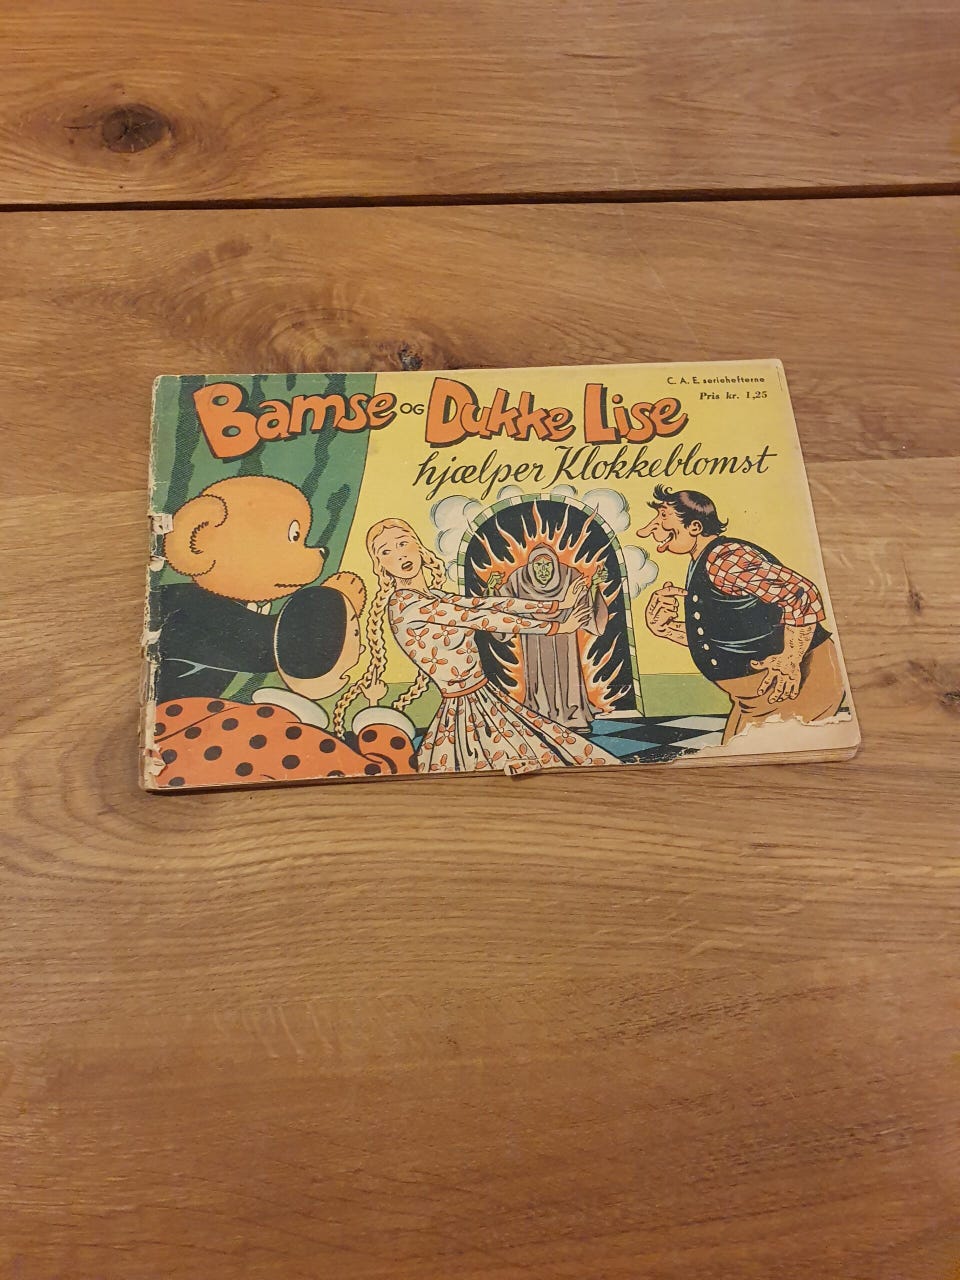 C. A. E. seriehefterne
Pris kr. 1,25
Bamse OG Dukke Lise
hjælper Klokkeblomst